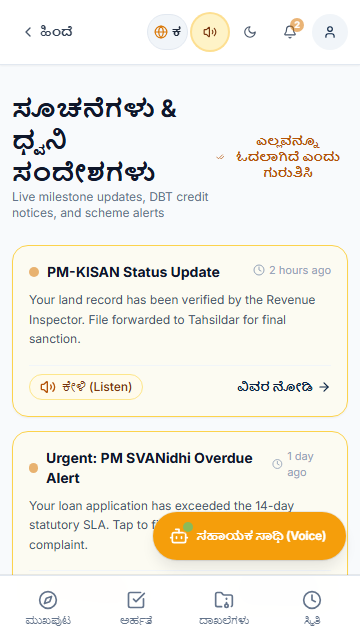 ಹಿಂದೆ
ಕ
2
ಸೂಚನೆಗಳು &
ಧ್ವನಿ
ಸಂದೇಶಗಳು
ಎಲ್ಲವನ್ನೂ
ಓದಲಾಗಿದೆ ಎಂದು
ಗುರುತಿಸಿ
Live milestone updates, DBT credit
notices, and scheme alerts
PM-KISAN Status Update
2 hours ago
Your land record has been verified by the Revenue
Inspector. File forwarded to Tahsildar for final
sanction.
ಕೇಳಿ (Listen)
ವಿವರ ನೋಡಿ
Urgent: PM SVANidhi Overdue
Alert
1 day
ago
Your loan application has exceeded the 14-day
statutory SLA. Tap to
complaint.
ಸಹಾಯಕ ಸಾಥಿ (Voice)
ಮುಖಪುಟ
ಅರ್ಹತೆ
ದಾಖಲೆಗಳು
ಸ್ಥಿತಿ